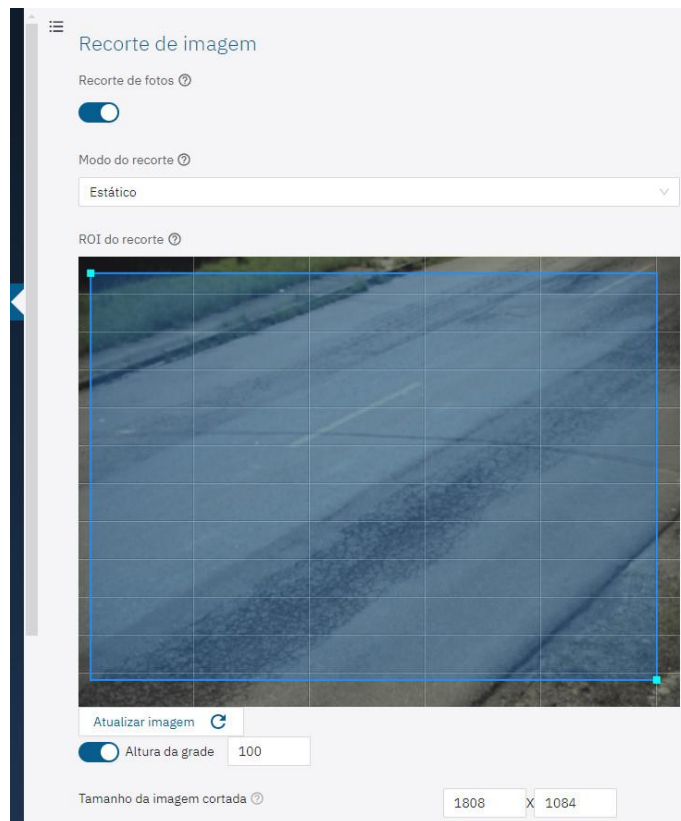 Recorte de imagem
Recorte de fotos
Modo do recorte
Estático
ROI do recorte
Atualizar imagem
Altura da grade 100
Tamanho da imagem cortada 1808 X 1084